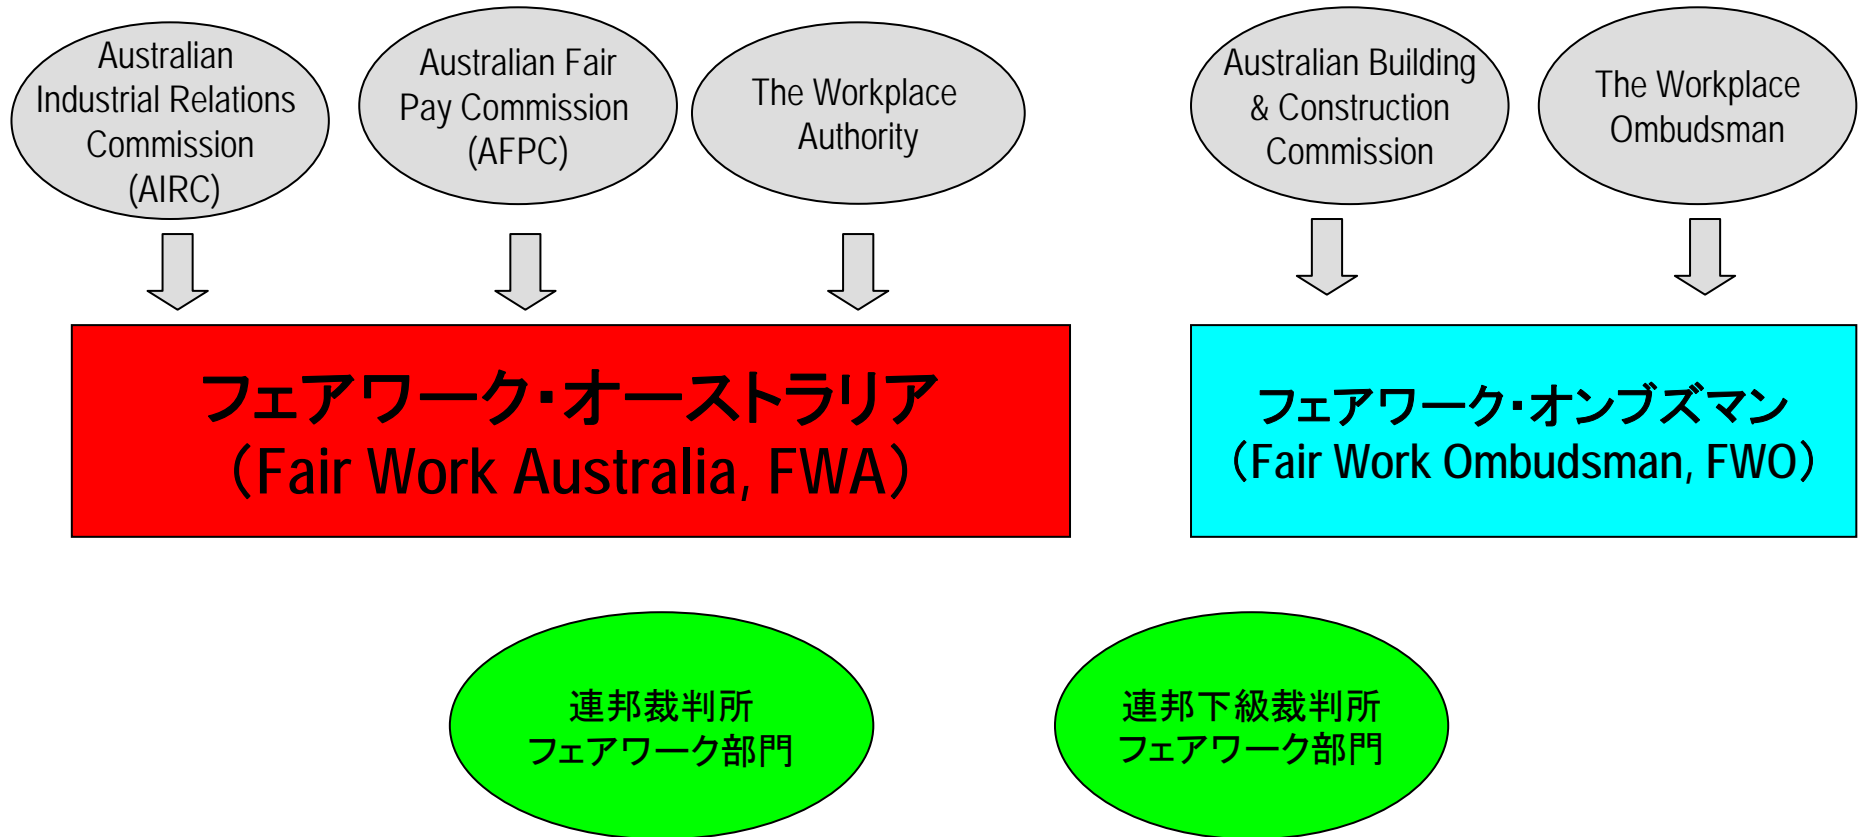 Australian
Industrial Relations
Commission
(AIRC)
Australian Fair
Pay Commission
(AFPC)
The Workplace
Authority
Australian Building
& Construction
Commission
The Workplace
Ombudsman
フェアワーク・オーストラリア
（Fair Work Australia, FWA）
フェアワーク・オンブズマン
（Fair Work Ombudsman, FWO）
連邦裁判所
フェアワーク部門
連邦下級裁判所
フェアワーク部門